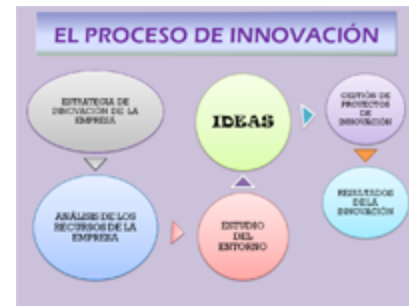 EL PROCESO DE INNOVACIÓN
ESTRATEGIA DE
INNOVACIÓN DE LA
EMPRESA
ANÁLISIS DE LOS
RECURSOS DE LA
EMPRESA
ESTUDIO
DEL
ENTORNO
IDEAS
GESTIÓN DE
PROYECTOS
DE
INNOVACIÓN
RESULTADOS
DE LA
INNOVACIÓN